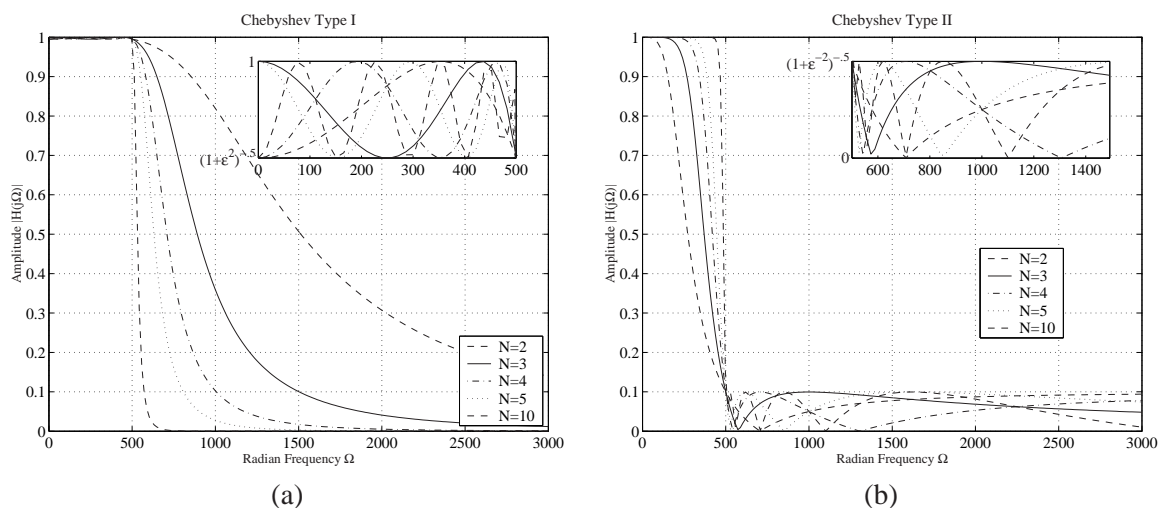 Chebyshev Type I
1
0.9
0.8
0.7
0.6
0.5
0.4
0.3
0.2
0.1
0
Amplitude |H(jΩ)|
1
(1+ε²)^-.5
0 100 200 300 400 500
N=2
N=3
N=4
N=5
N=10
0 500 1000 1500 2000 2500 3000
Radian Frequency Ω
(a)
Chebyshev Type II
1
0.9
0.8
0.7
0.6
0.5
0.4
0.3
0.2
0.1
0
Amplitude |H(jΩ)|
(1+ε⁻²)^-.5
0
600 800 1000 1200 1400
N=2
N=3
N=4
N=5
N=10
0 500 1000 1500 2000 2500 3000
Radian Frequency Ω
(b)